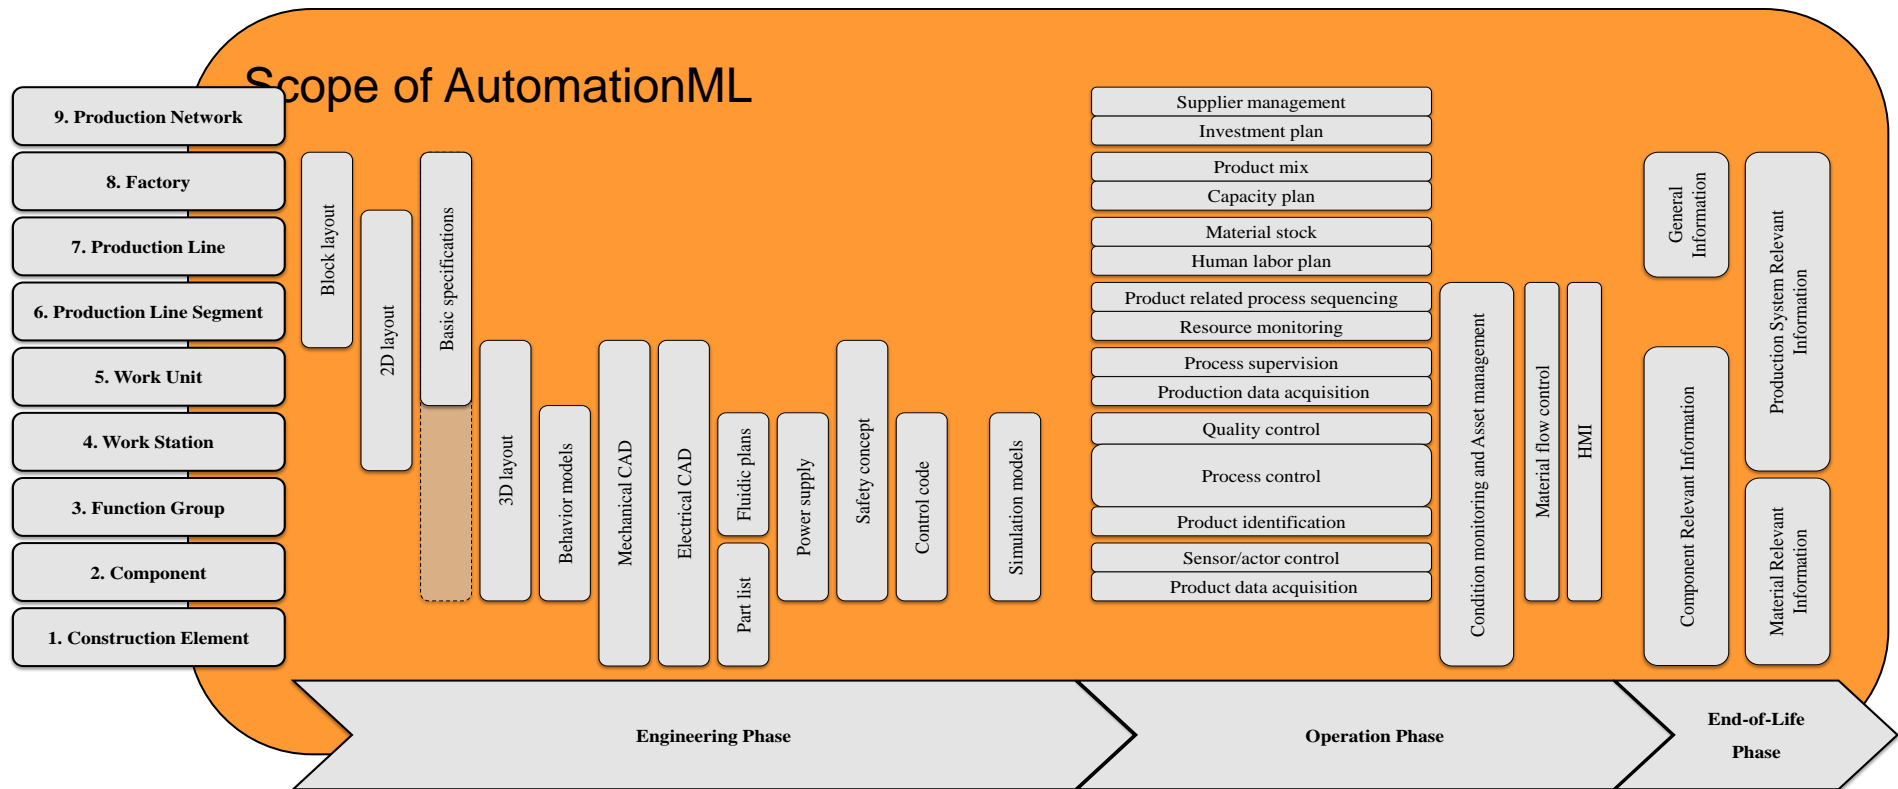 Scope of AutomationML
9. Production Network
8. Factory
7. Production Line
6. Production Line Segment
5. Work Unit
4. Work Station
3. Function Group
2. Component
1. Construction Element
Block layout
2D layout
Basic specifications
3D layout
Behavior models
Mechanical CAD
Electrical CAD
Fluidic plans
Part list
Power supply
Safety concept
Control code
Simulation models
Supplier management
Investment plan
Product mix
Capacity plan
Material stock
Human labor plan
Product related process sequencing
Resource monitoring
Process supervision
Production data acquisition
Quality control
Process control
Product identification
Sensor/actor control
Product data acquisition
Condition monitoring and Asset management
Material flow control
HMI
General
Information
Component Relevant Information
Production System Relevant
Information
Material Relevant
Information
Engineering Phase
Operation Phase
End-of-Life
Phase